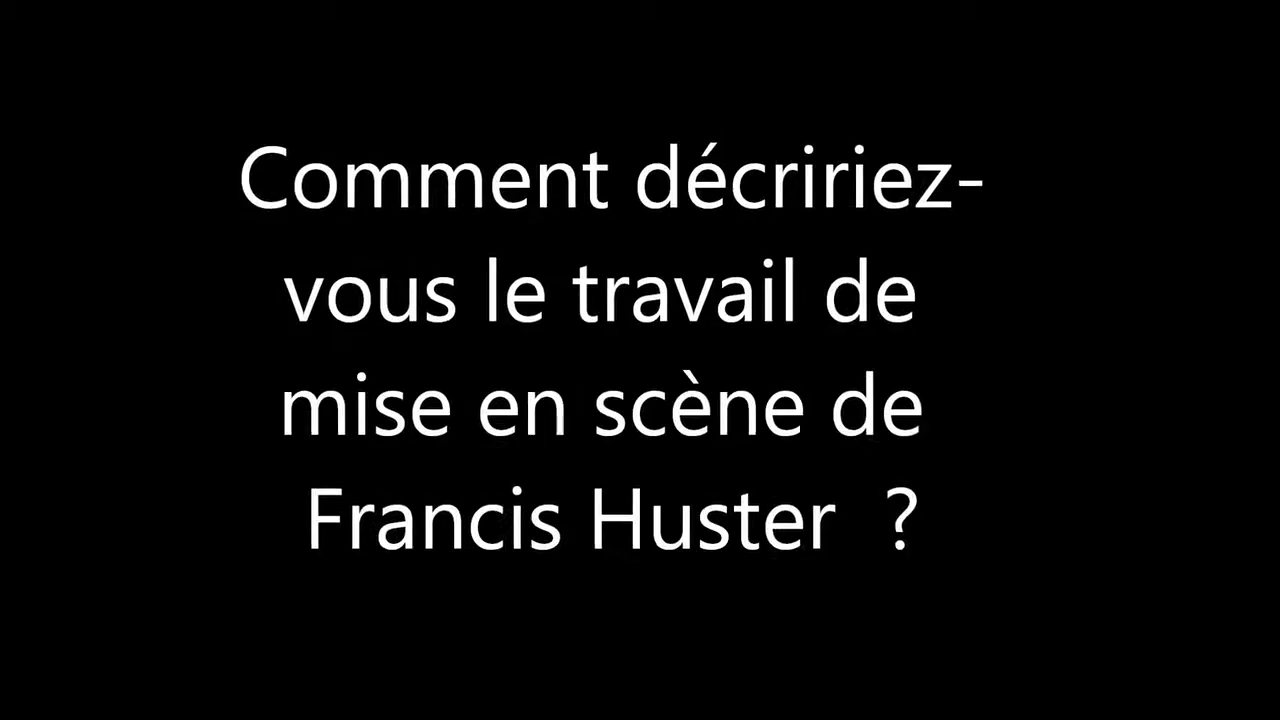 Comment décririez-
vous le travail de
mise en scène de
Francis Huster  ?